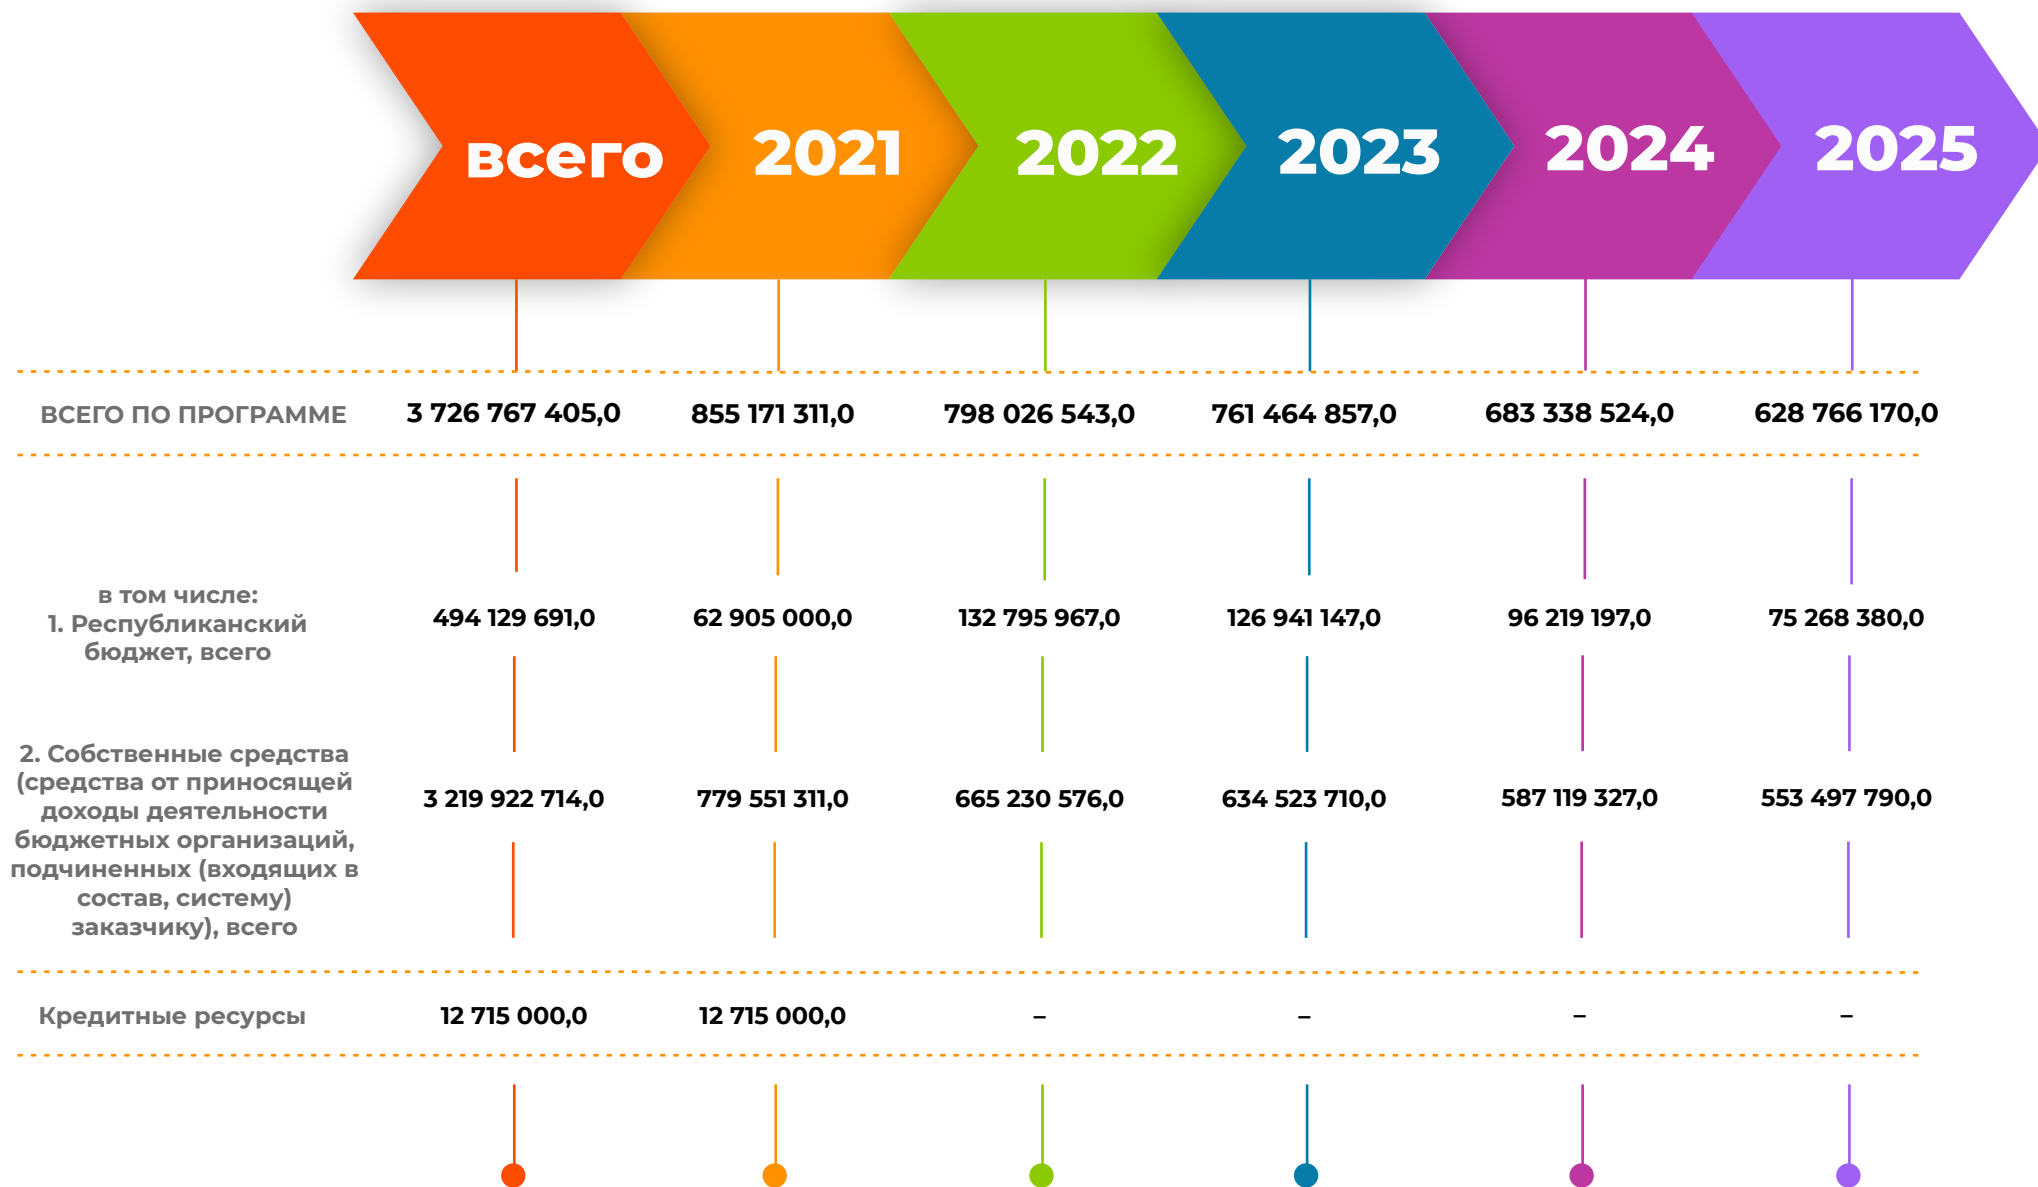 всего 2021 2022 2023 2024 2025
ВСЕГО ПО ПРОГРАММЕ 3 726 767 405,0 855 171 311,0 798 026 543,0 761 464 857,0 683 338 524,0 628 766 170,0
в том числе:
1. Республиканский
бюджет, всего
494 129 691,0 62 905 000,0 132 795 967,0 126 941 147,0 96 219 197,0 75 268 380,0
2. Собственные средства
(средства от приносящей
доходы деятельности
бюджетных организаций,
подчиненных (входящих в
состав, систему)
заказчику), всего
3 219 922 714,0 779 551 311,0 665 230 576,0 634 523 710,0 587 119 327,0 553 497 790,0
Кредитные ресурсы 12 715 000,0 12 715 000,0 – – – –